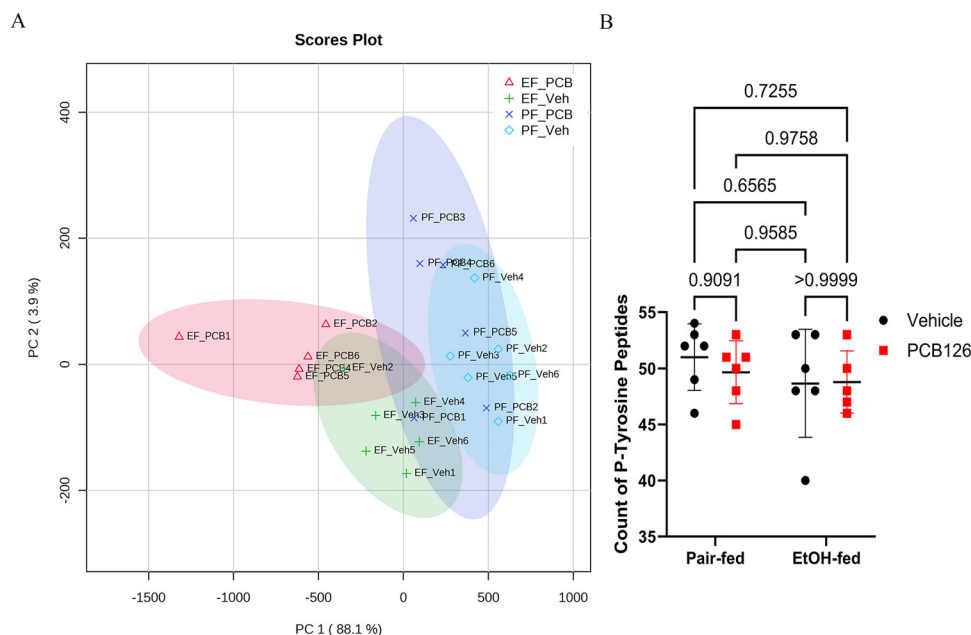 A
B
Scores Plot
EF_PCB
EF_Veh
PF_PCB
PF_Veh
400
200
0
-200
PC 2 ( 3.9 %)
PF_PCB3
PF_PCB4
PF_PCB6
PF_Veh4
EF_PCB1
EF_PCB2
PF_PCB5
PF_Veh2
EF_PCB6
PF_Veh3
EF_PCB4
EF_Veh2
EF_PCB5
PF_Veh5
PF_Veh6
EF_Veh4
PF_PCB2
EF_Veh3
PF_PCB1
PF_Veh1
EF_Veh6
EF_Veh5
EF_Veh1
-1500
-1000
-500
0
500
1000
PC 1 ( 88.1 %)
0.7255
0.9758
0.6565
0.9585
0.9091
>0.9999
Count of P-Tyrosine Peptides
55
50
45
40
35
Vehicle
PCB126
Pair-fed
EtOH-fed